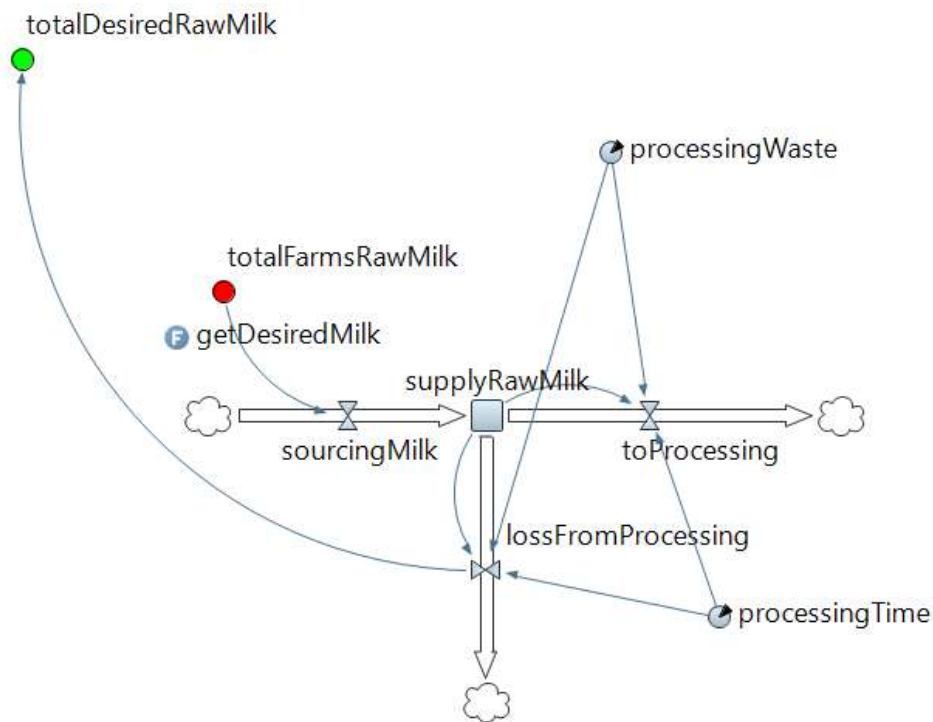 totalDesiredRawMilk
processingWaste
totalFarmsRawMilk
F getDesiredMilk
supplyRawMilk
sourcingMilk
toProcessing
lossFromProcessing
processingTime